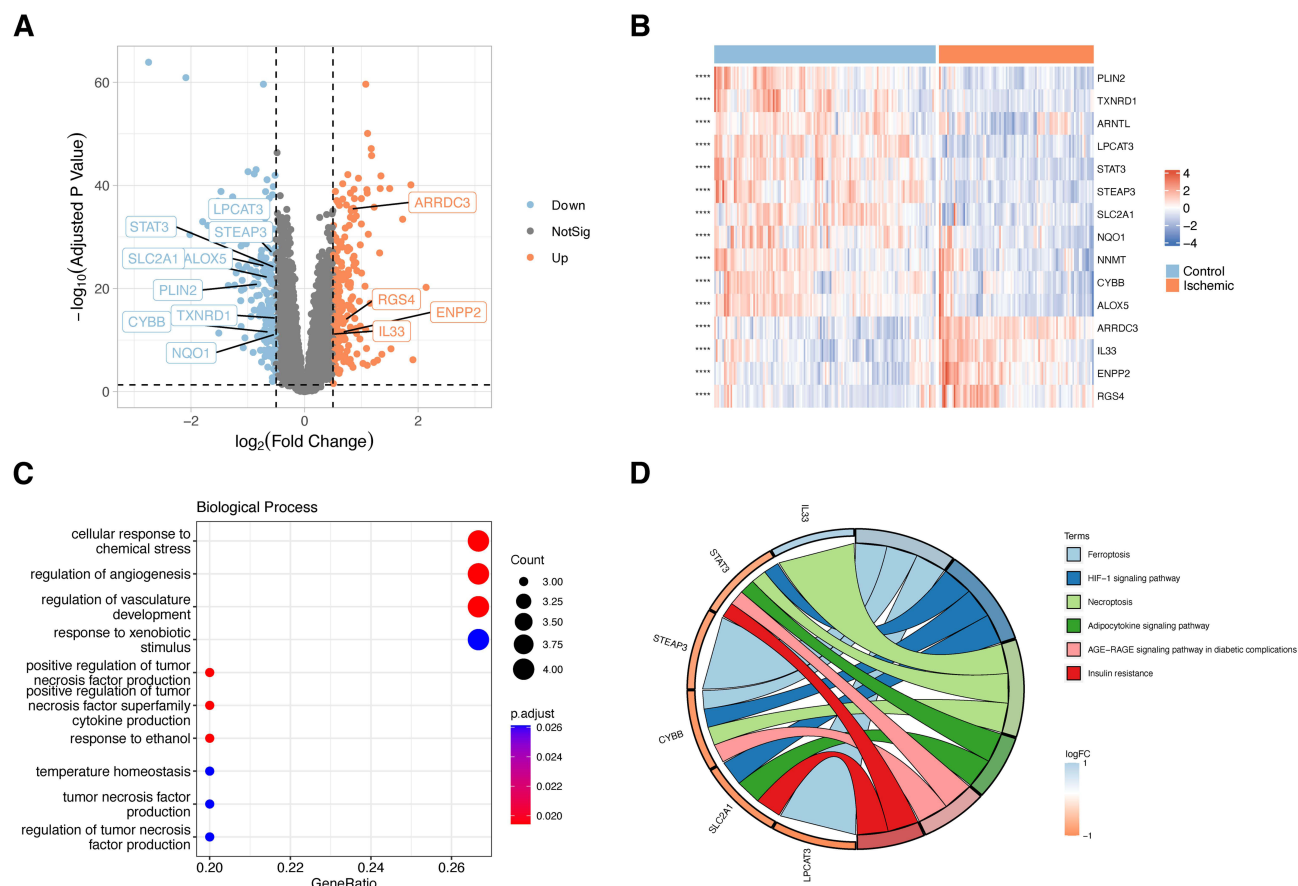 A
−log10(Adjusted P Value)
60
40
20
0
LPCAT3
STAT3
STEAP3
SLC2A1
ALOX5
PLIN2
CYBB
TXNRD1
NQO1
ARRDC3
RGS4
ENPP2
IL33
−2
0
2
log2(Fold Change)
Down
NotSig
Up
B
**** PLIN2
**** TXNRD1
**** ARNTL
**** LPCAT3
**** STAT3
**** STEAP3
**** SLC2A1
**** NQO1
**** NNMT
**** CYBB
**** ALOX5
**** ARRDC3
**** IL33
**** ENPP2
**** RGS4
4
2
0
−2
−4
Control
Ischemic
C
Biological Process
cellular response to
chemical stress
regulation of angiogenesis
regulation of vasculature
development
response to xenobiotic
stimulus
positive regulation of tumor
necrosis factor production
positive regulation of tumor
necrosis factor superfamily
cytokine production
response to ethanol
temperature homeostasis
tumor necrosis factor
production
regulation of tumor necrosis
factor production
0.20
0.22
0.24
0.26
GeneRatio
Count
3.00
3.25
3.50
3.75
4.00
p.adjust
0.026
0.024
0.022
0.020
D
IL33
STAT3
STEAP3
CYBB
SLC2A1
LPCAT3
Terms
Ferroptosis
HIF−1 signaling pathway
Necroptosis
Adipocytokine signaling pathway
AGE−RAGE signaling pathway in diabetic complications
Insulin resistance
logFC
1
−1